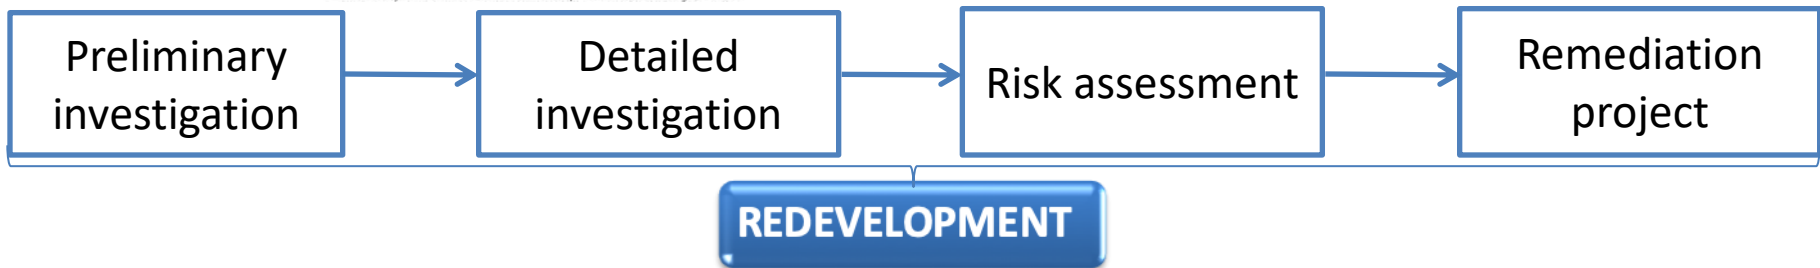 Preliminary
investigation
Detailed
investigation
Risk assessment
Remediation
project
REDEVELOPMENT